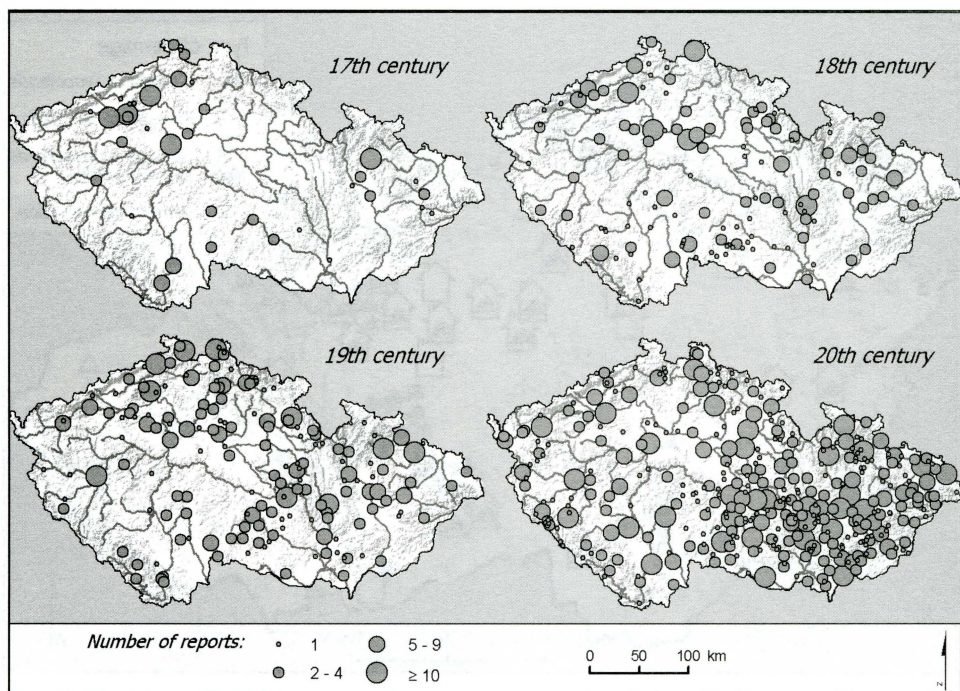 17th century
18th century
19th century
20th century
Number of reports:
1
5 - 9
2 - 4
≥ 10
0 50 100 km
z